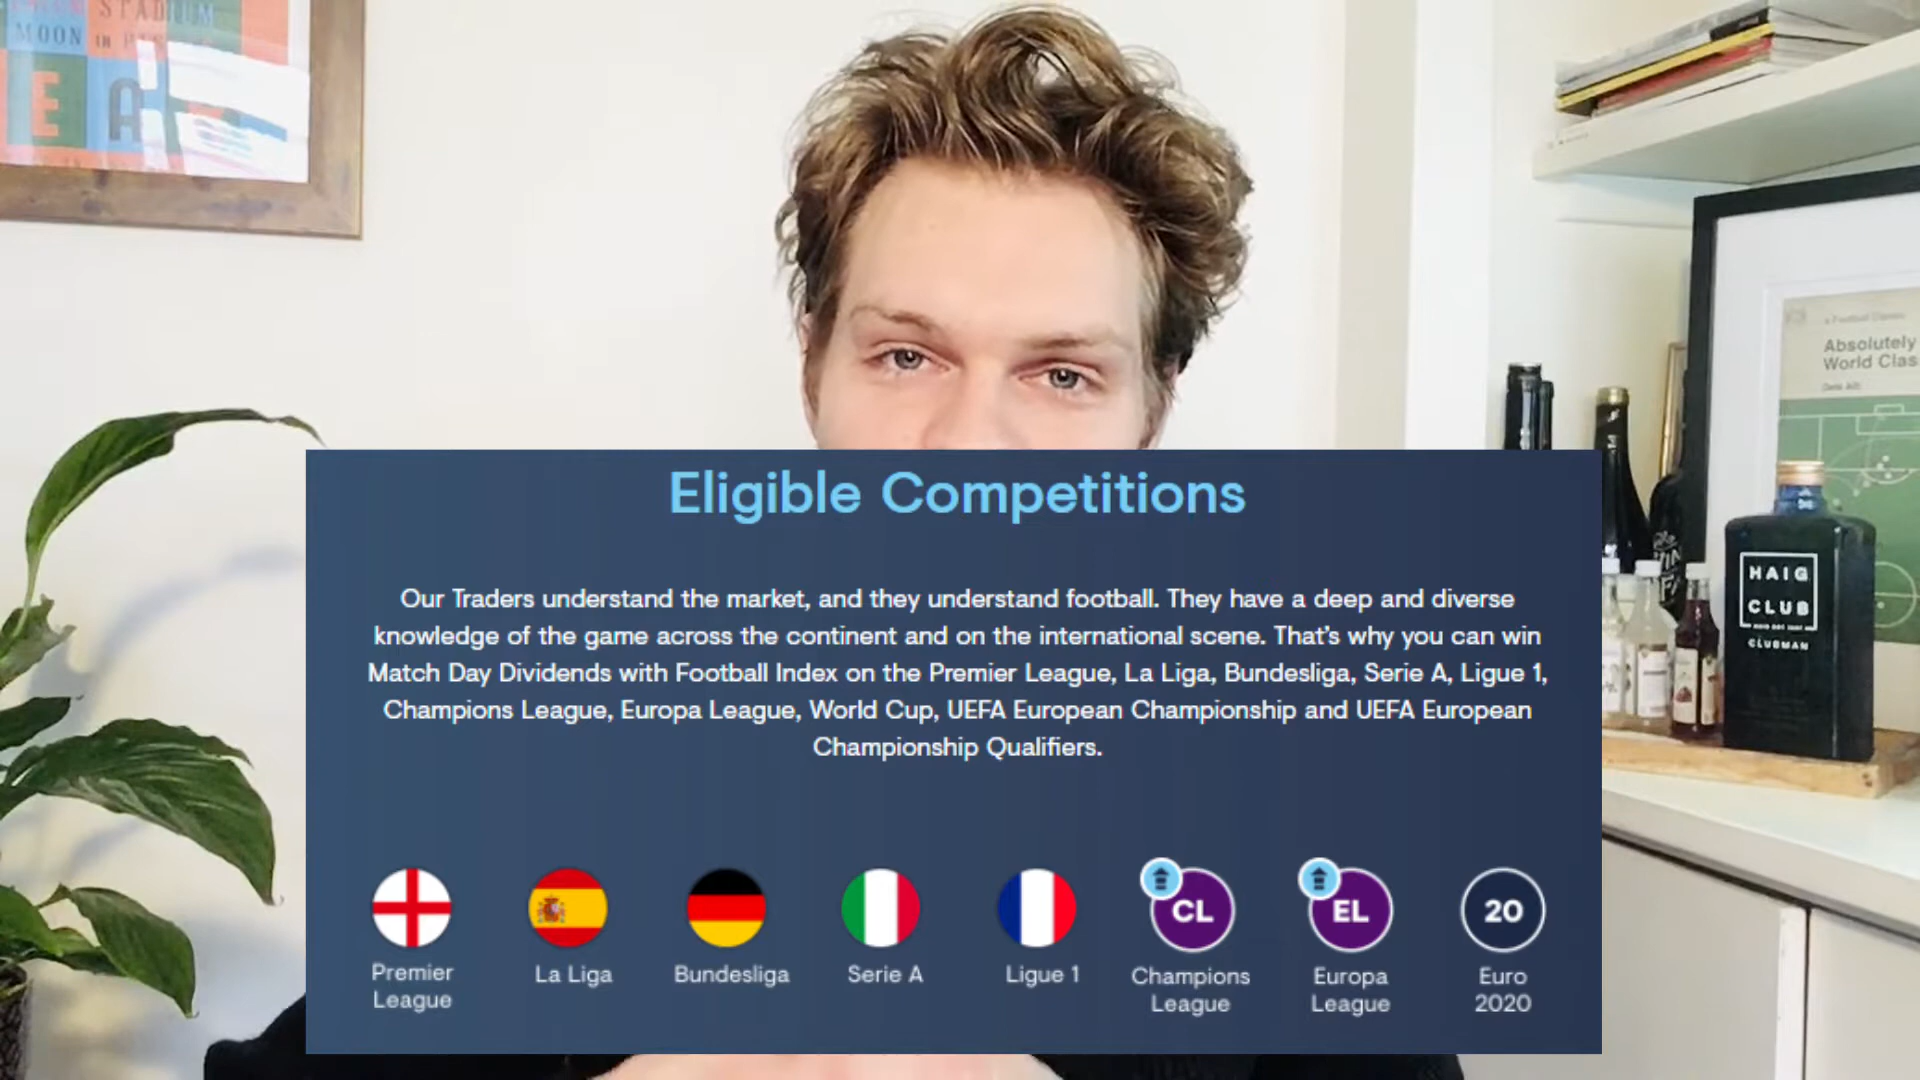 STADIUM
MOON IN
E A
Absolutely
World Clas
HAIG
CLUB
CLUBMAN
Eligible Competitions
Our Traders understand the market, and they understand football. They have a deep and diverse
knowledge of the game across the continent and on the international scene. That's why you can win
Match Day Dividends with Football Index on the Premier League, La Liga, Bundesliga, Serie A, Ligue 1,
Champions League, Europa League, World Cup, UEFA European Championship and UEFA European
Championship Qualifiers.
CL
EL
20
Premier
League
La Liga
Bundesliga
Serie A
Ligue 1
Champions
League
Europa
League
Euro
2020